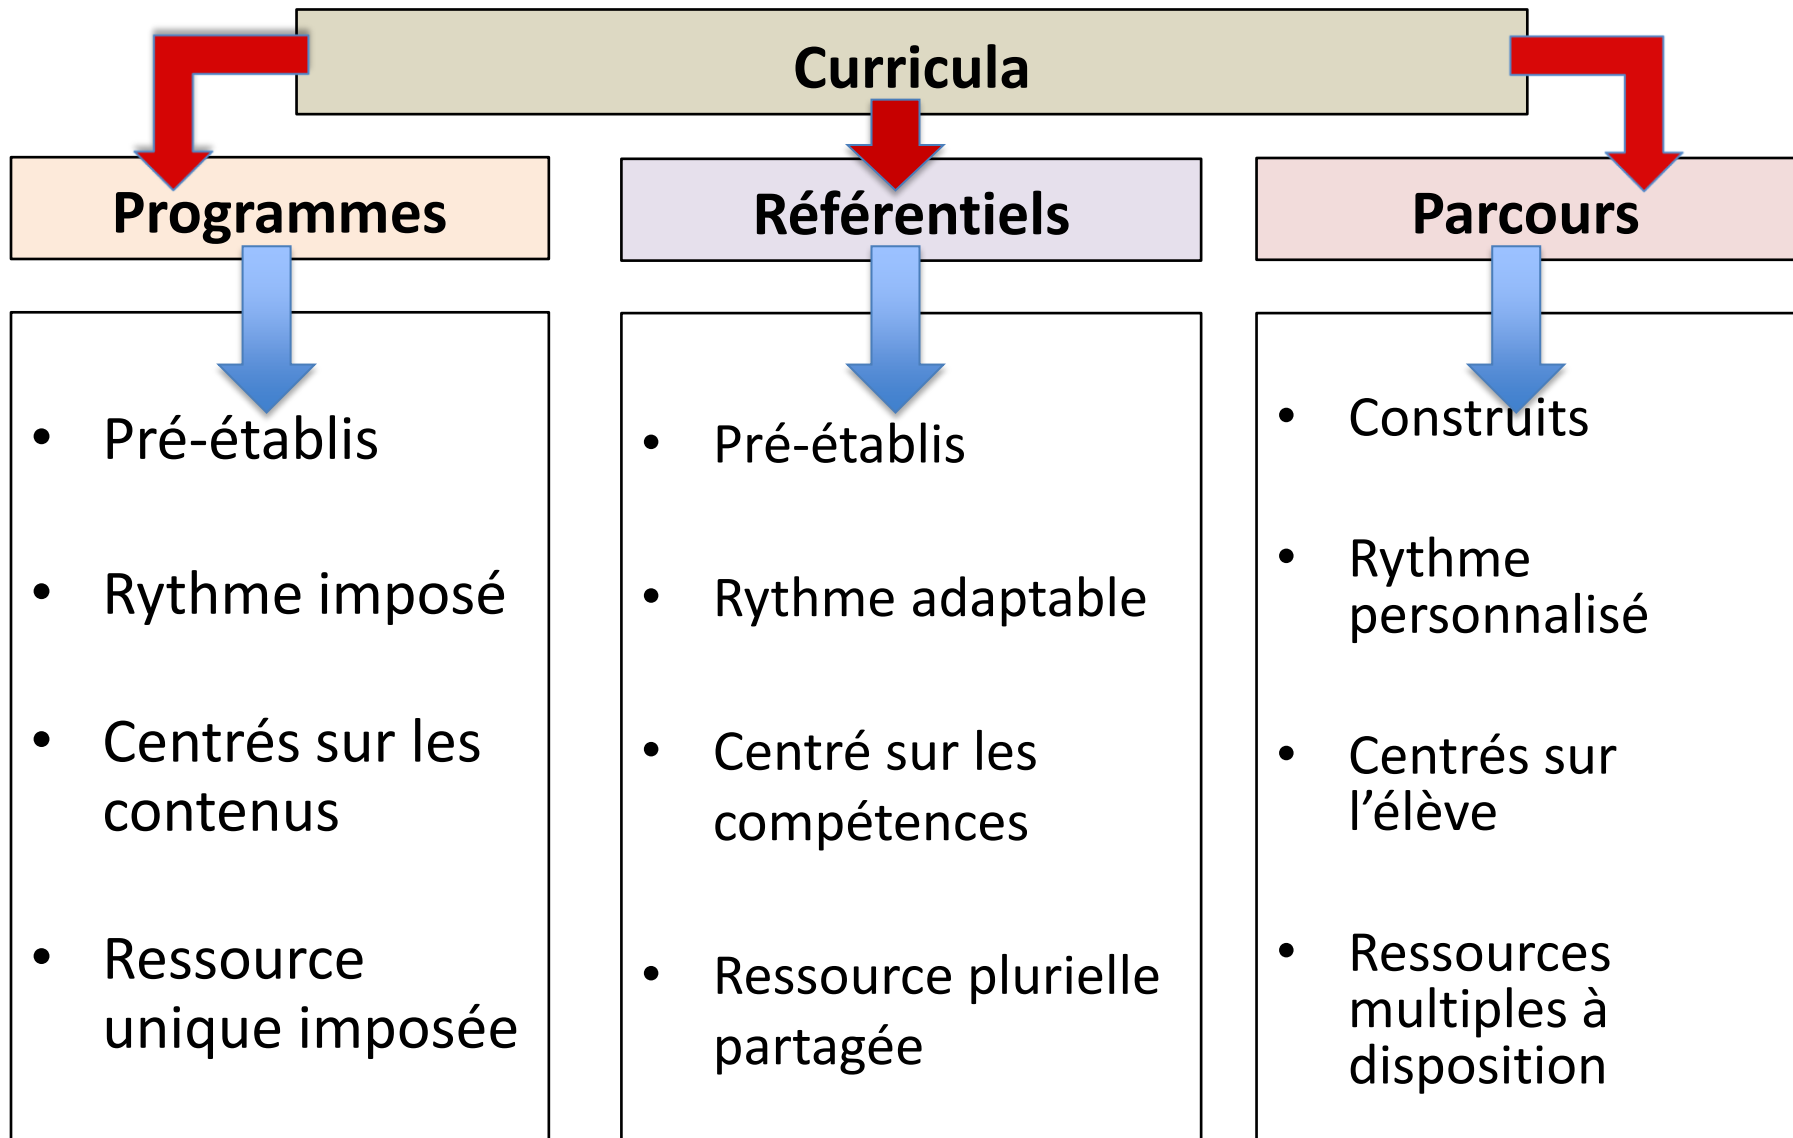 Curricula
Programmes
Référentiels
Parcours
• Pré-établis
• Rythme imposé
• Centrés sur les
contenus
• Ressource
unique imposée
• Pré-établis
• Rythme adaptable
• Centré sur les
compétences
• Ressource plurielle
partagée
• Construits
• Rythme
personnalisé
• Centrés sur
l’élève
• Ressources
multiples à
disposition